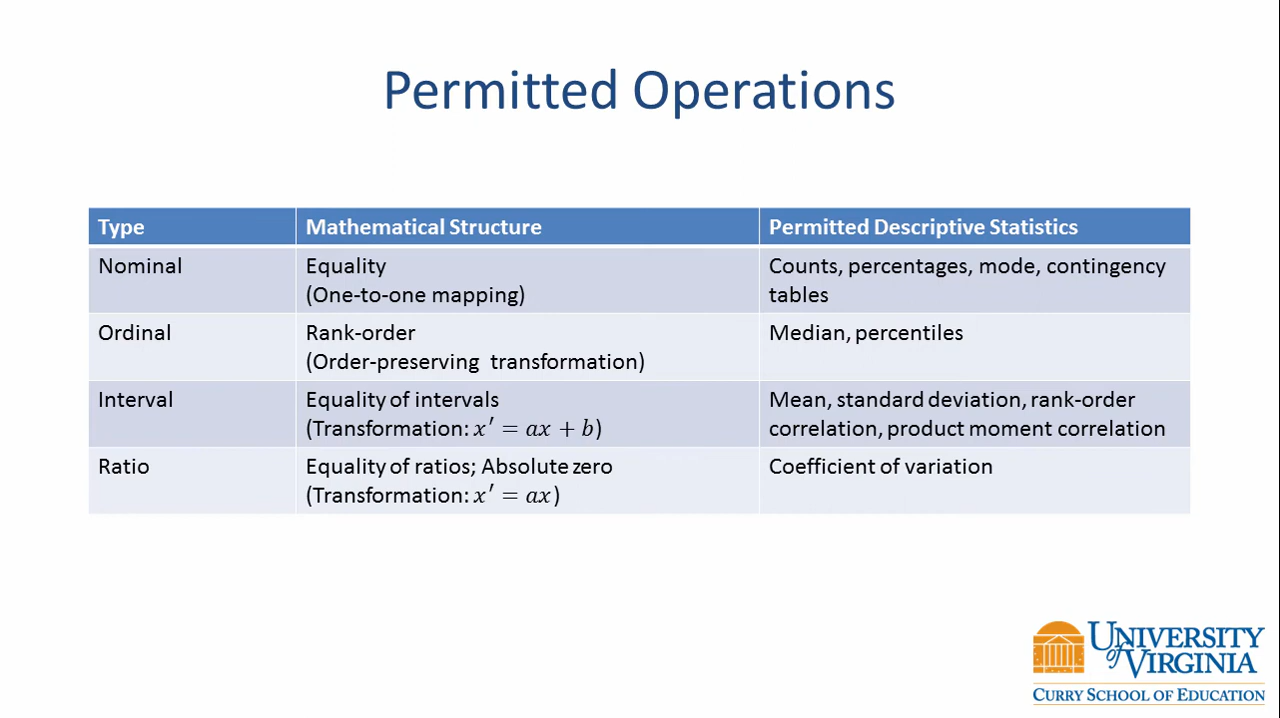 Permitted Operations
Type
Mathematical Structure
Permitted Descriptive Statistics
Nominal
Equality
(One-to-one mapping)
Counts, percentages, mode, contingency
tables
Ordinal
Rank-order
(Order-preserving transformation)
Median, percentiles
Interval
Equality of intervals
(Transformation: x′ = ax + b)
Mean, standard deviation, rank-order
correlation, product moment correlation
Ratio
Equality of ratios; Absolute zero
(Transformation: x′ = ax)
Coefficient of variation
UNIVERSITY
of VIRGINIA
CURRY SCHOOL OF EDUCATION